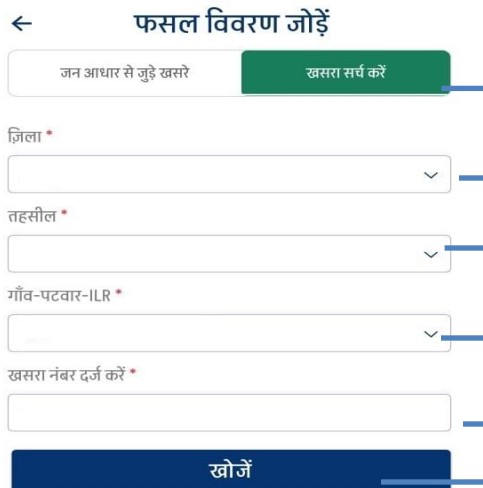 फसल विवरण जोड़ें
जन आधार से जुड़े खसरे
खसरा सर्च करें
ज़िला *
तहसील *
गाँव-पटवार-ILR *
खसरा नंबर दर्ज करें *
खोजें